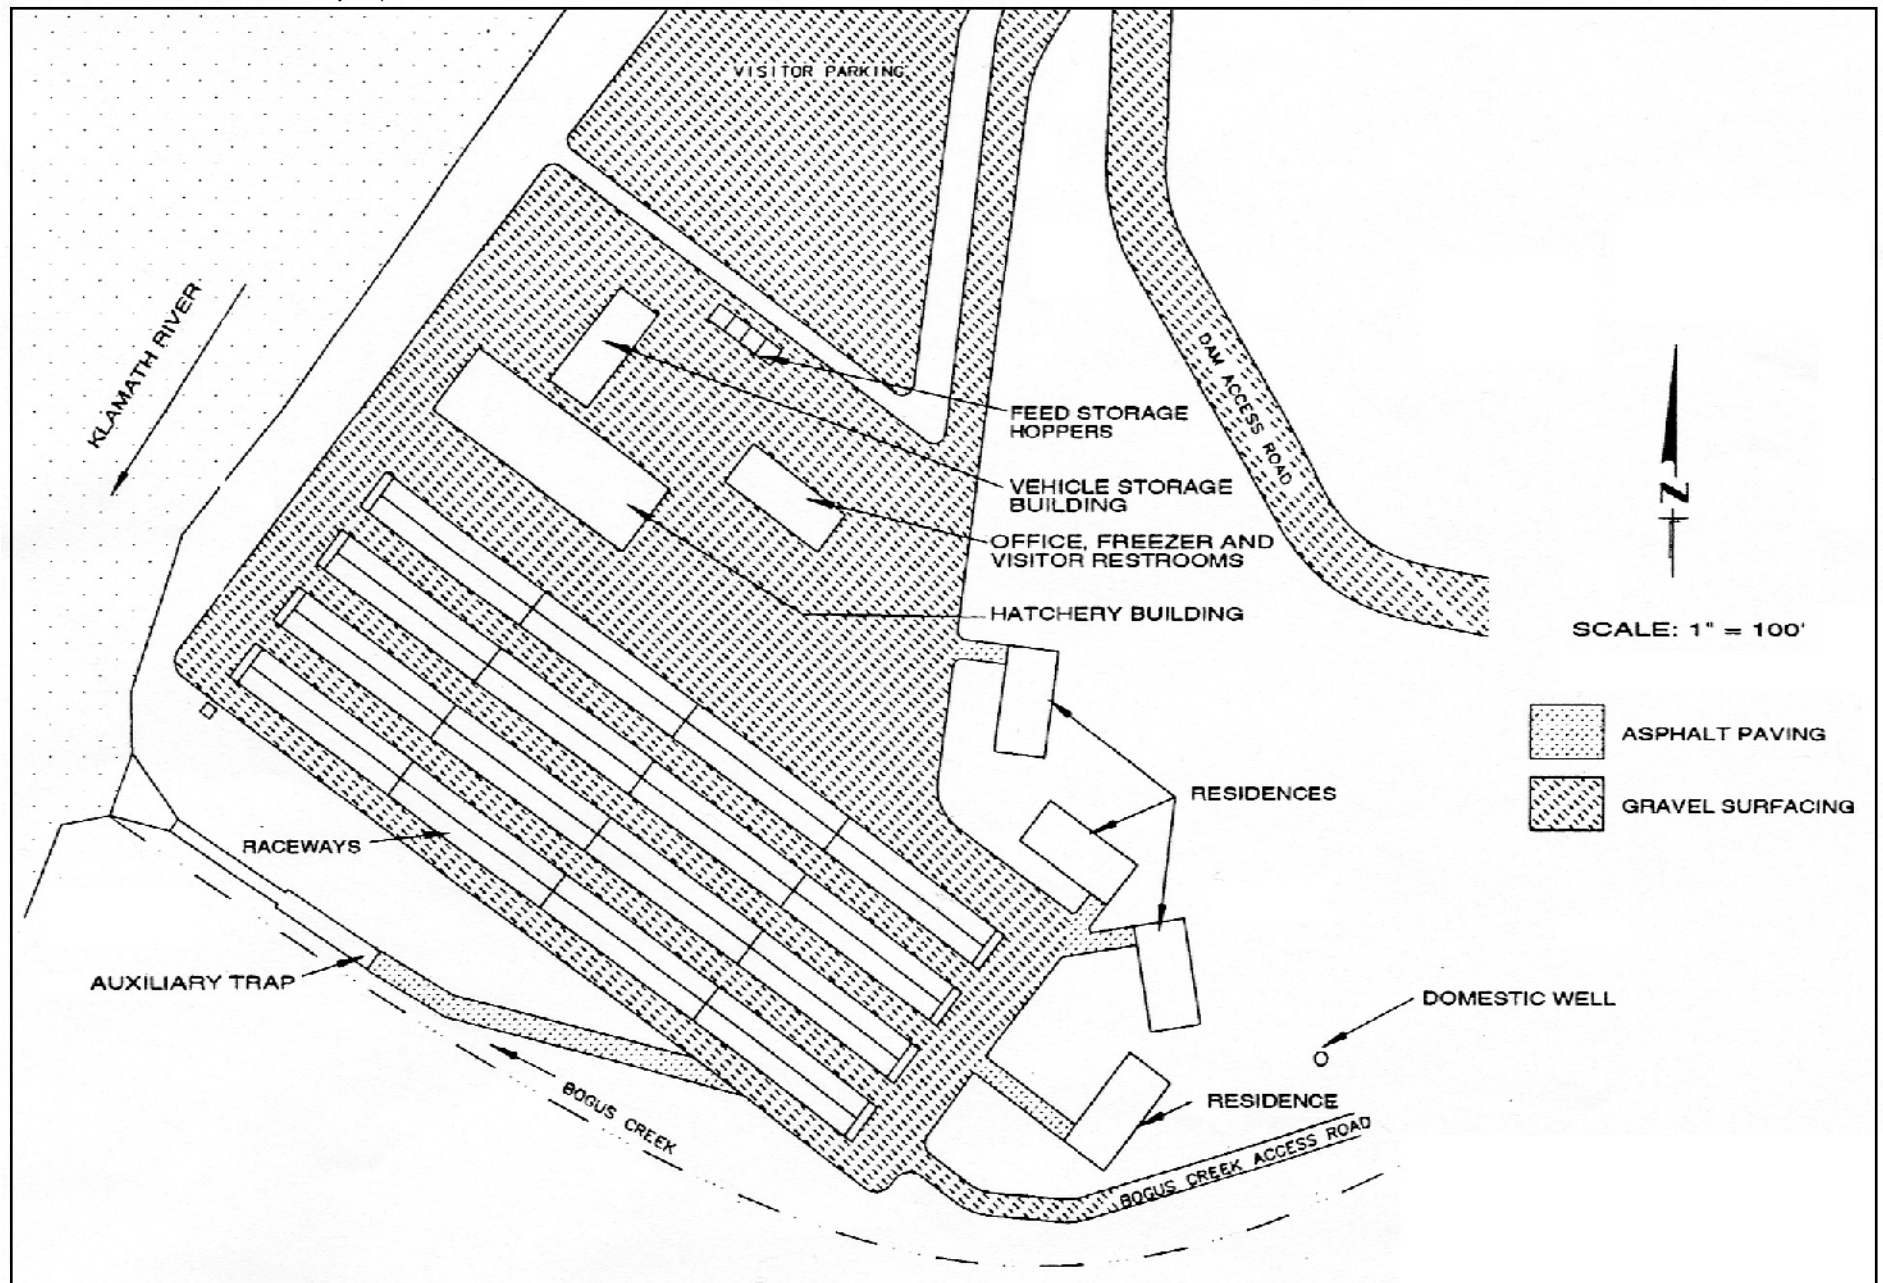 VISITOR PARKING
KLAMATH RIVER
DAM ACCESS ROAD
FEED STORAGE
HOPPERS
VEHICLE STORAGE
BUILDING
OFFICE, FREEZER AND
VISITOR RESTROOMS
HATCHERY BUILDING
N
SCALE: 1" = 100'
ASPHALT PAVING
GRAVEL SURFACING
RESIDENCES
RACEWAYS
AUXILIARY TRAP
DOMESTIC WELL
BOGUS CREEK
RESIDENCE
BOGUS CREEK ACCESS ROAD